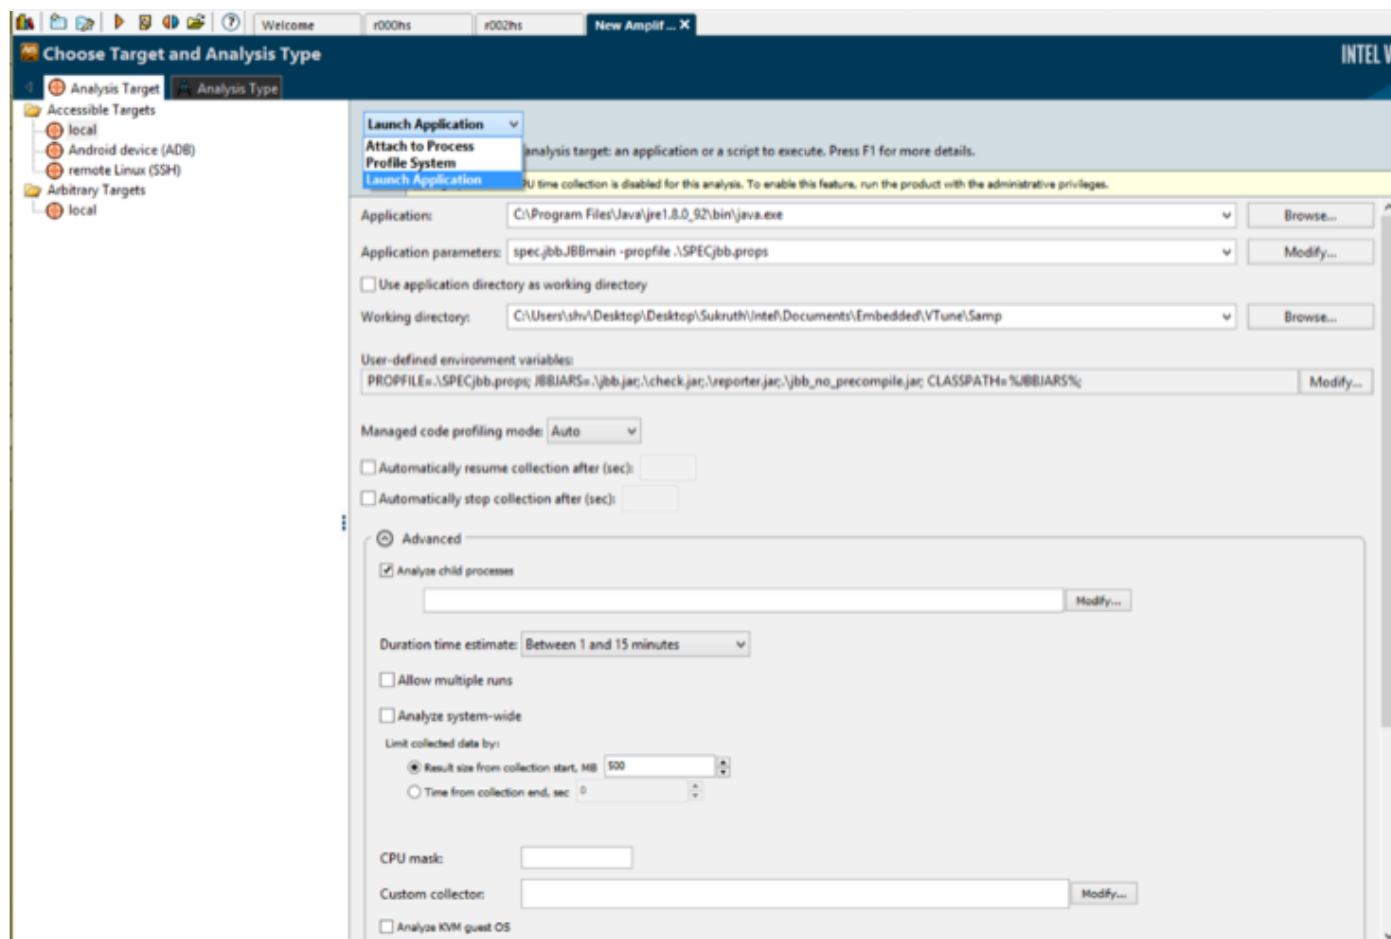 Welcome r000hs r002hs New Amplif... X
Choose Target and Analysis Type INTEL V
Analysis Target Analysis Type
Accessible Targets
local
Android device (ADB)
remote Linux (SSH)
Arbitrary Targets
local
Launch Application
Attach to Process
Profile System
Launch Application
analysis target: an application or a script to execute. Press F1 for more details.
PU time collection is disabled for this analysis. To enable this feature, run the product with the administrative privileges.
Application: C:\Program Files\Java\jre1.8.0_92\bin\java.exe Browse...
Application parameters: spec.jbb.JBBmain -propfile .\SPECjbb.props Modify...
Use application directory as working directory
Working directory: C:\Users\shv\Desktop\Desktop\Sukruth\Intel\Documents\Embedded\VTune\Samp Browse...
User-defined environment variables:
PROPFILE=.\SPECjbb.props; JBBJARS=.\jbb.jar;.\check.jar;.\reporter.jar;.\jbb_no_precompile.jar; CLASSPATH=%JBBJARS%; Modify...
Managed code profiling mode: Auto
Automatically resume collection after (sec):
Automatically stop collection after (sec):
Advanced
Analyze child processes
Modify...
Duration time estimate: Between 1 and 15 minutes
Allow multiple runs
Analyze system-wide
Limit collected data by:
Result size from collection start, MB 500
Time from collection end, sec 0
CPU mask:
Custom collector: Modify...
Analyze KVM guest OS